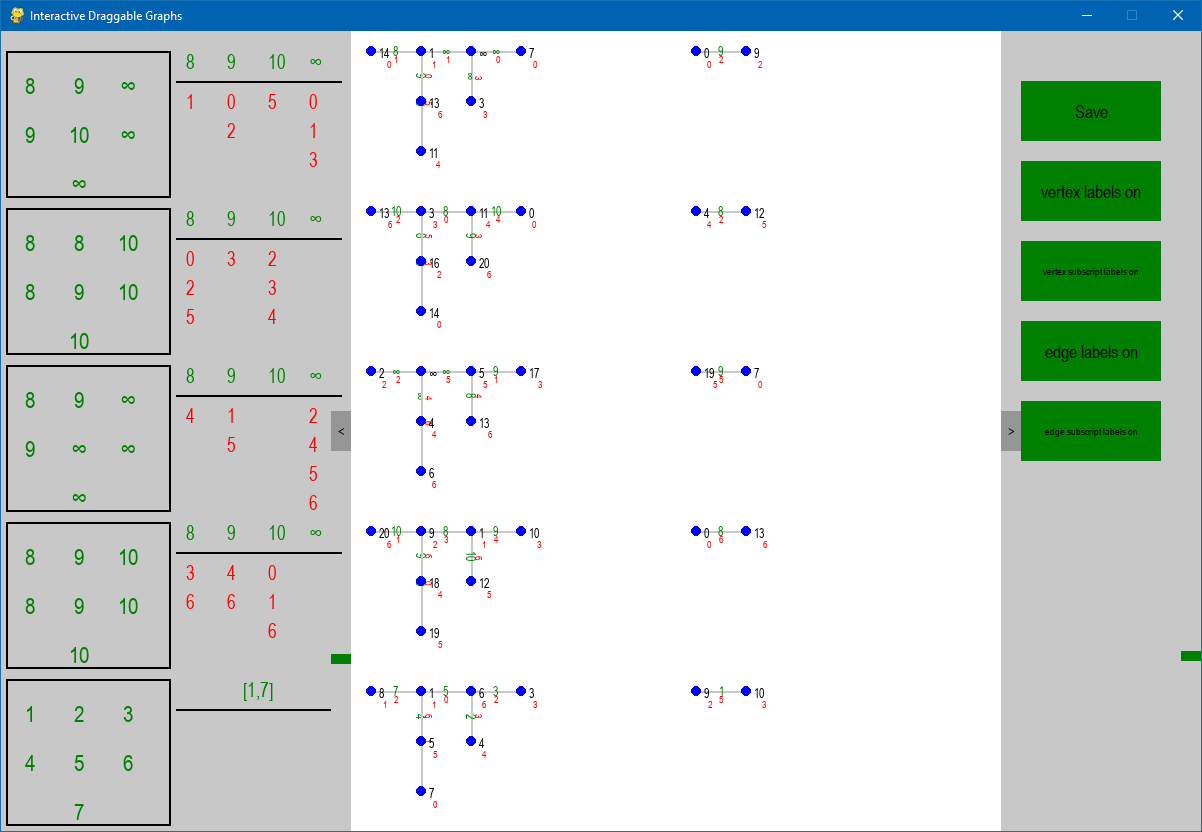 Interactive Draggable Graphs
8 9 ∞
9 10 ∞
∞
8 9 10 ∞
1 0 5 0
2 1
3
8 8 10
8 9 10
10
8 9 10 ∞
0 3 2
2 3
5 4
8 9 ∞
9 ∞ ∞
∞
8 9 10 ∞
4 1 2
5 4
5
6
8 9 10
8 9 10
10
8 9 10 ∞
3 4 0
6 6 1
6
1 2 3
4 5 6
7
[1,7]
<
14 8 1 ∞ ∞ ∞ 7
0 1 1 1 0 0
13 3
6 3
11
4
0 9 9
0 2 2
13 10 3 8 11 10 0
6 2 3 0 4 4 0
16 20
2 6
14
0
4 8 12
4 2 5
2 ∞ ∞ ∞ 5 9 17
2 2 5 5 1 3
4 13
4 6
6
6
19 9 7
5 5 0
20 10 9 8 1 9 10
6 1 2 3 1 4 3
18 12
4 5
19
5
0 8 13
0 6 6
8 7 1 5 6 3 3
1 2 1 0 6 2 3
5 4
5 4
7
0
9 1 10
2 5 3
>
Save
vertex labels on
vertex subscript labels on
edge labels on
edge subscript labels on